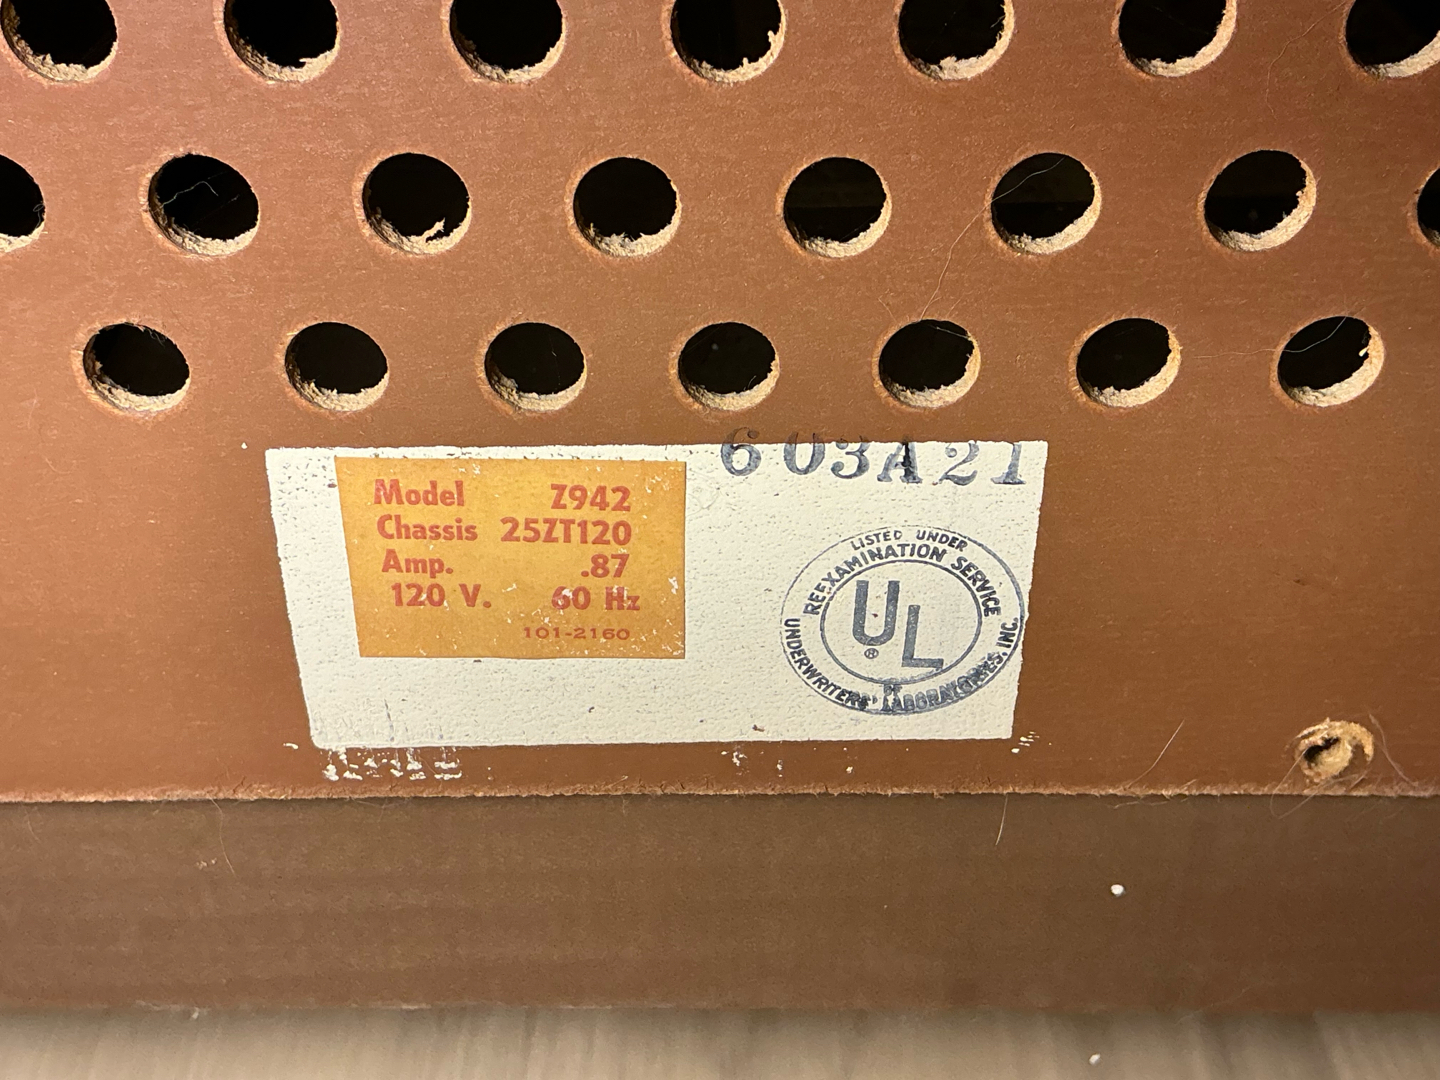 603A21
Model Z942
Chassis 25ZT120
Amp. .87
120 V. 60 Hz
101-2160
LISTED UNDER
REEXAMINATION SERVICE
UL
®
UNDERWRITERS' LABORATORIES, INC.